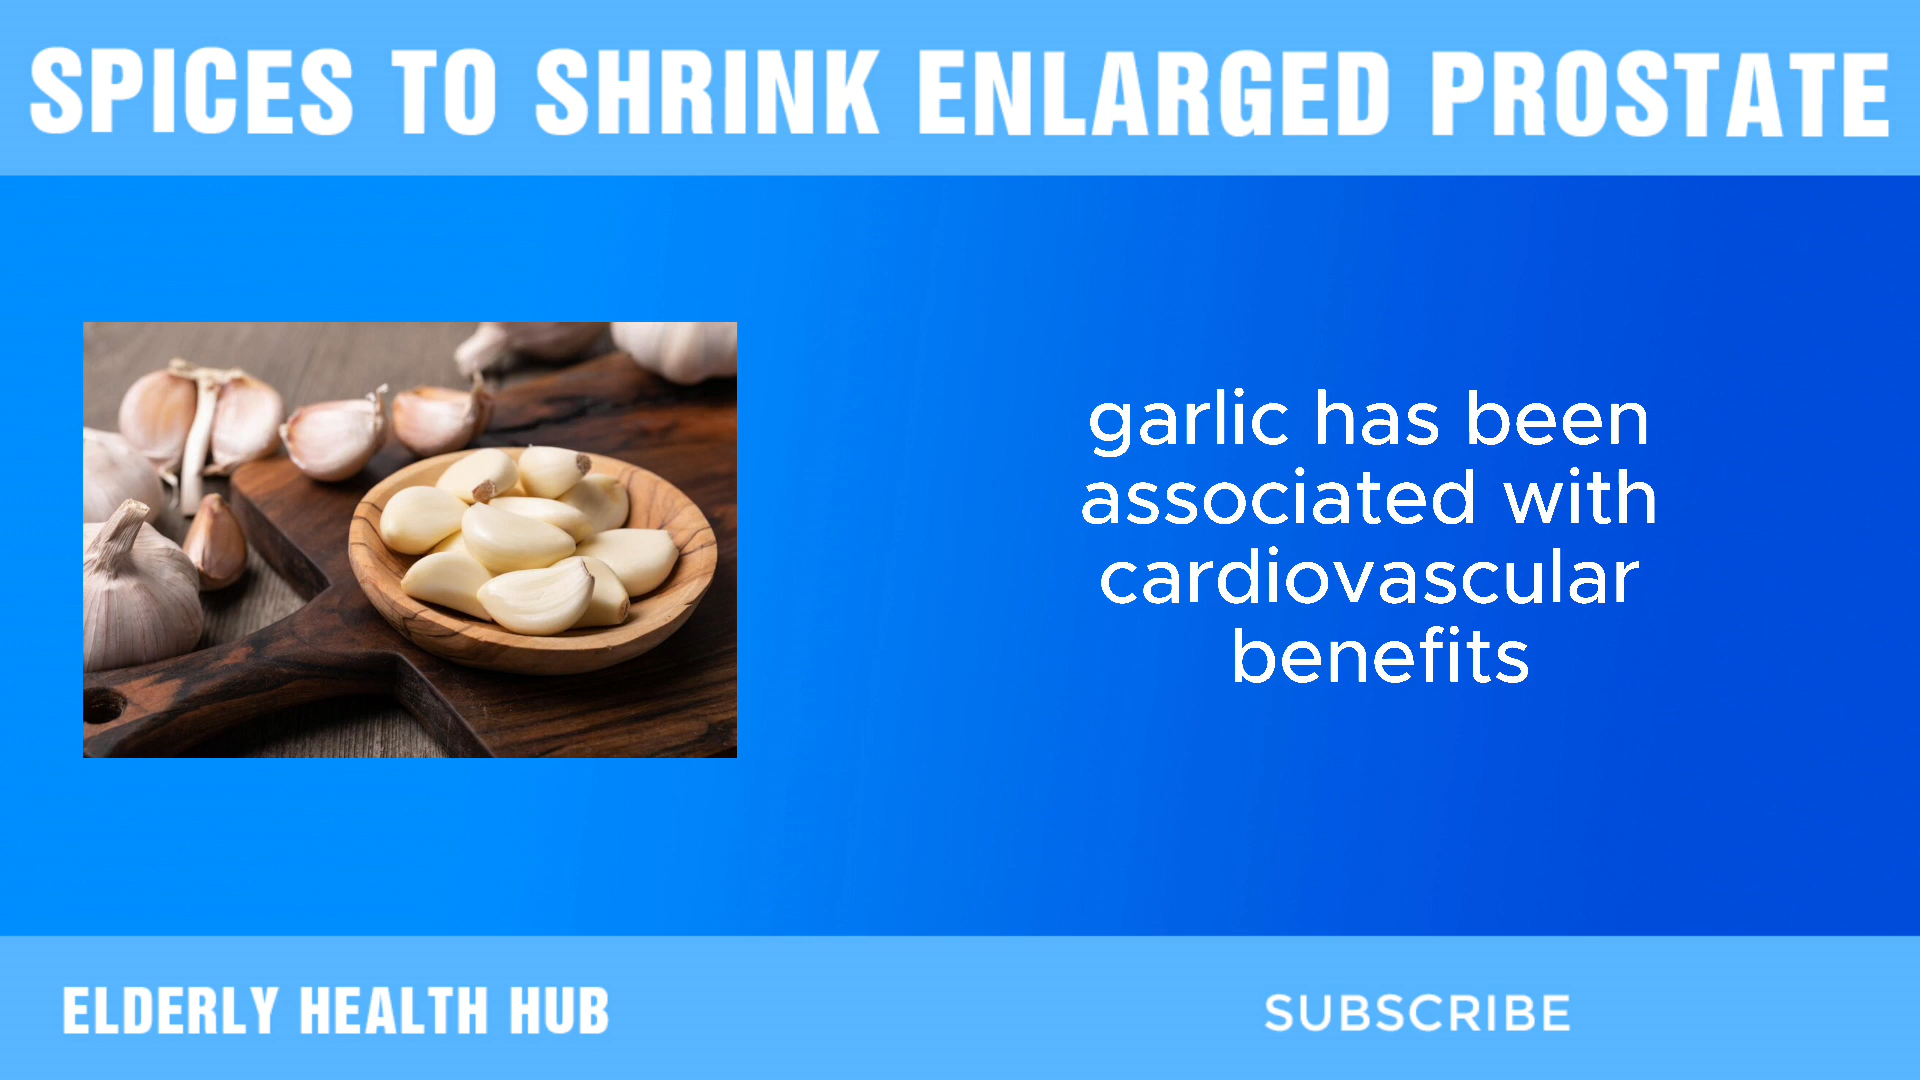 SPICES TO SHRINK ENLARGED PROSTATE
garlic has been
associated with
cardiovascular
benefits
ELDERLY HEALTH HUB
SUBSCRIBE